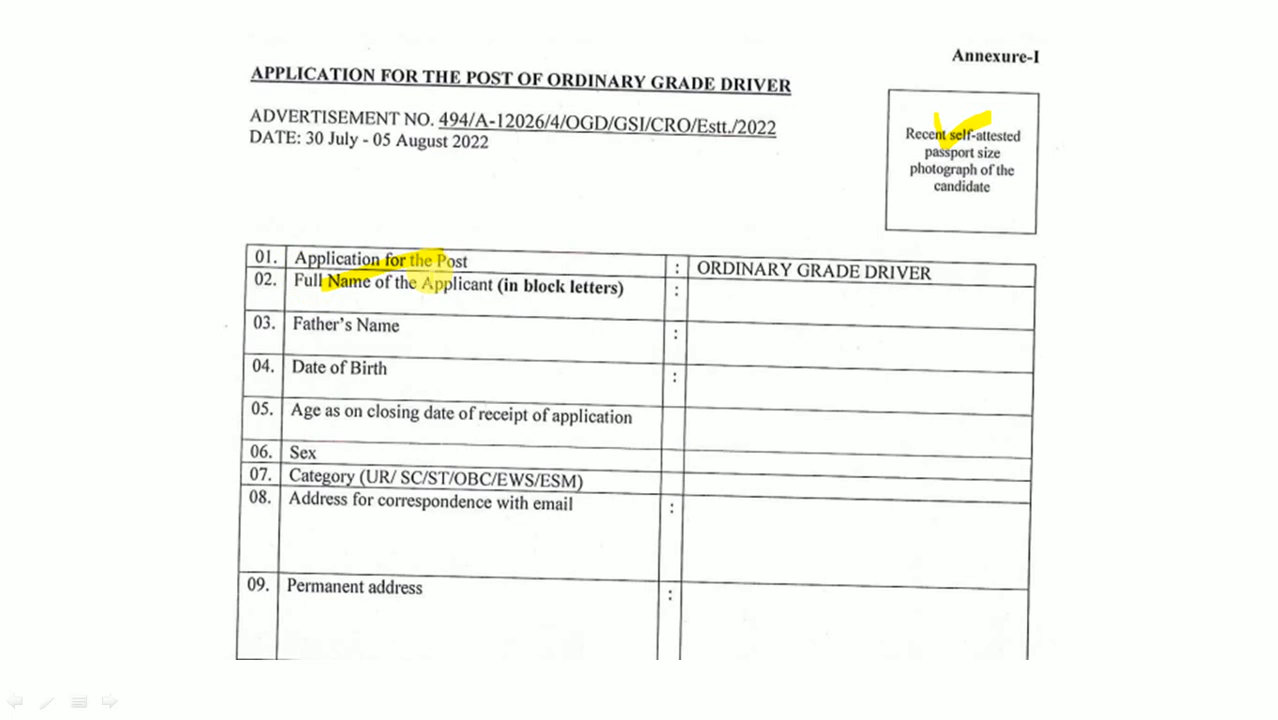 Annexure-I
APPLICATION FOR THE POST OF ORDINARY GRADE DRIVER
ADVERTISEMENT NO. 494/A-12026/4/OGD/GSI/CRO/Estt./2022
DATE: 30 July - 05 August 2022
Recent self-attested
passport size
photograph of the
candidate
01. Application for the Post : ORDINARY GRADE DRIVER
02. Full Name of the Applicant (in block letters) :
03. Father's Name :
04. Date of Birth :
05. Age as on closing date of receipt of application
06. Sex
07. Category (UR/ SC/ST/OBC/EWS/ESM)
08. Address for correspondence with email :
09. Permanent address :